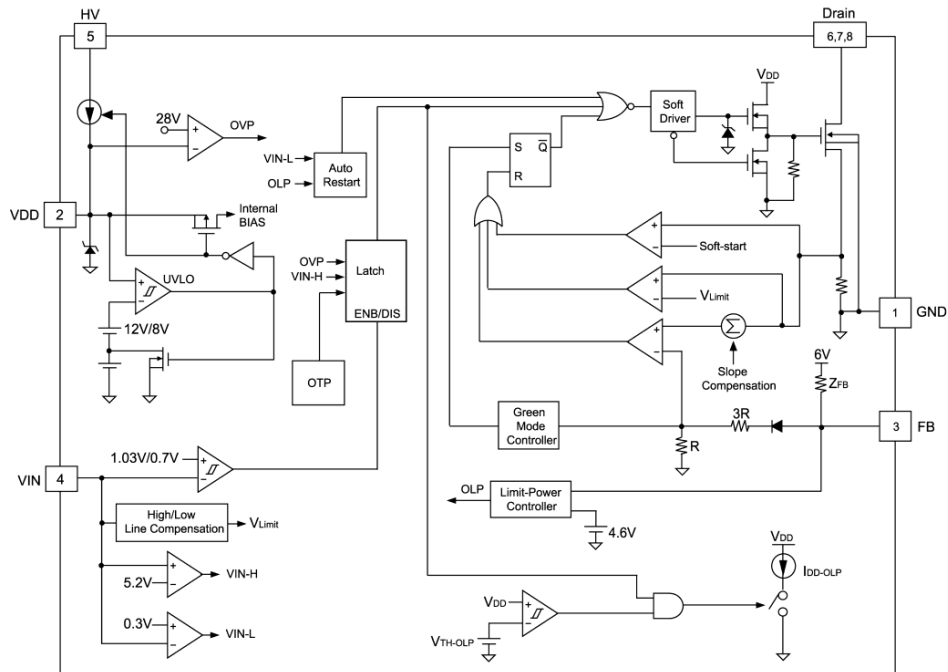 HV
5
Drain
6,7,8
28V
OVP
VIN-L
OLP
Auto
Restart
Soft
Driver
VDD
S
Q̅
R
VDD
2
Internal
BIAS
UVLO
12V/8V
OVP
VIN-H
Latch
ENB/DIS
OTP
Soft-start
VLimit
Σ
Slope
Compensation
1
GND
6V
ZFB
Green
Mode
Controller
3R
R
3
FB
VIN
4
1.03V/0.7V
High/Low
Line Compensation
VLimit
5.2V
VIN-H
0.3V
VIN-L
OLP
Limit-Power
Controller
4.6V
VDD
IDD-OLP
VDD
VTH-OLP